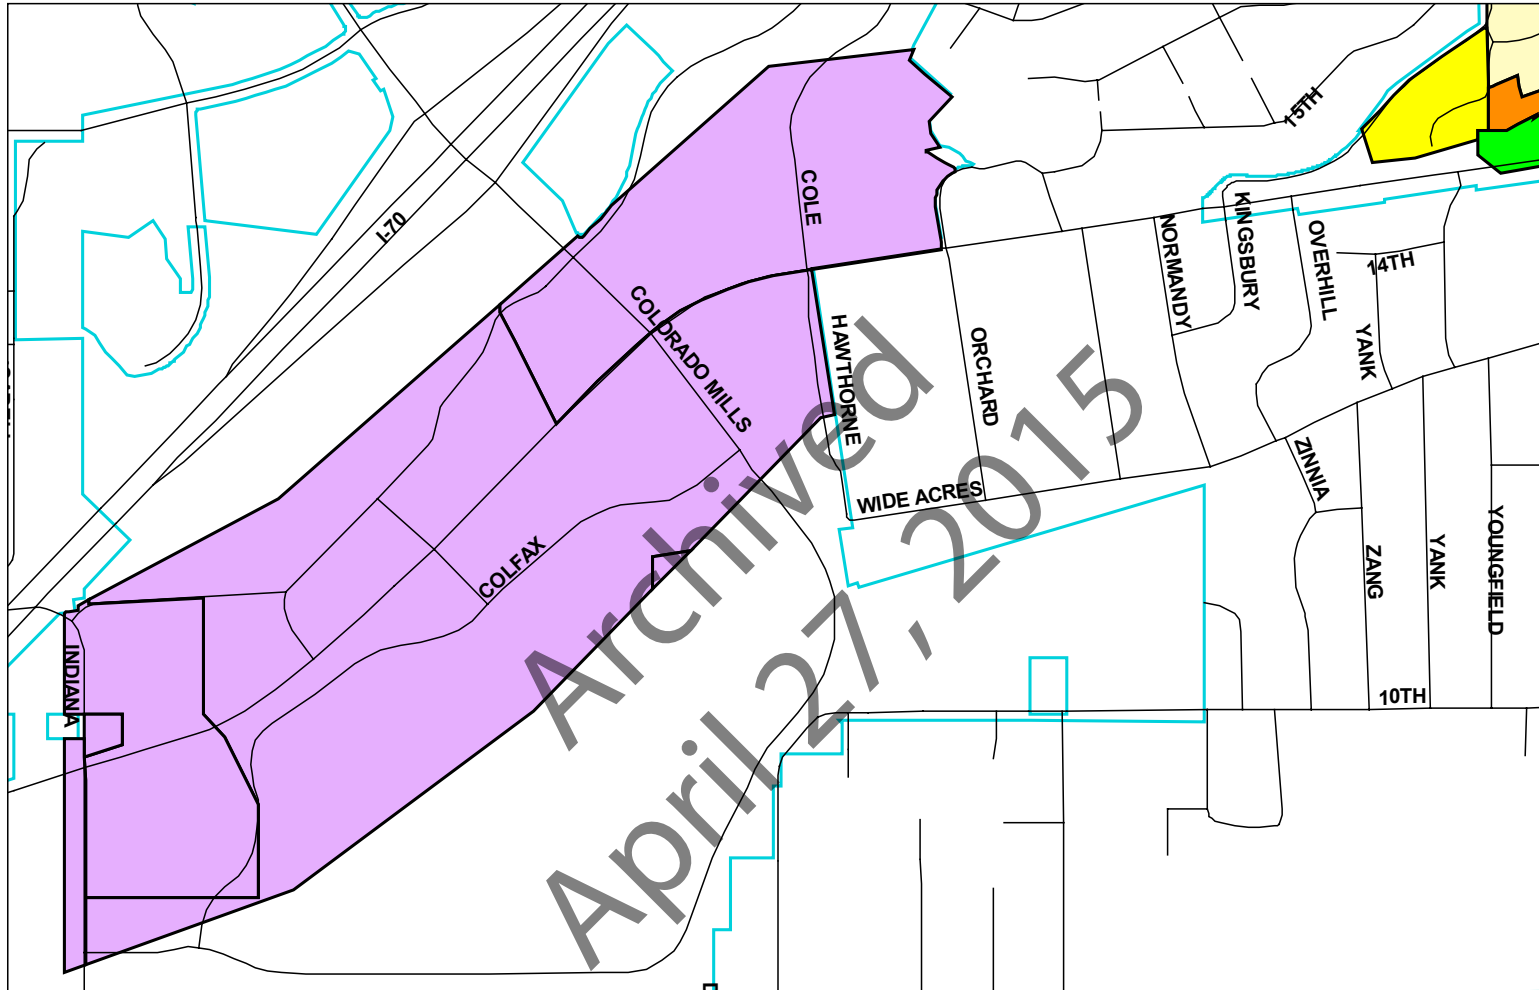 15TH
COLE
I-70
KINGSBURY
NORMANDY
OVERHILL
14TH
COLORADO MILLS
HAWTHORNE
ORCHARD
YANK
ZINNIA
WIDE ACRES
COLFAX
ZANG
YANK
YOUNGFIELD
INDIANA
10TH
Archived
April 27, 2015